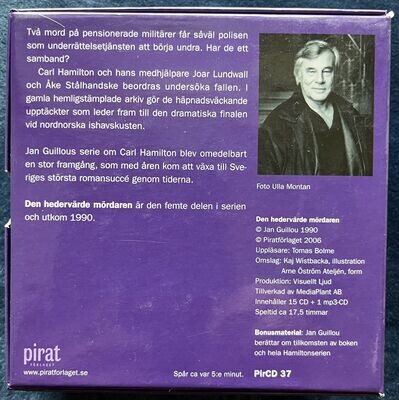 Två mord på pensionerade militärer får såväl polisen
som underrättelsetjänsten att börja undra. Har de ett
samband?
Carl Hamilton och hans medhjälpare Joar Lundwall
och Åke Stålhandske beordras undersöka fallen. I
gamla hemligstämplade arkiv gör de häpnadsväckande
upptäckter som leder fram till den dramatiska finalen
vid nordnorska ishavskusten.
Jan Guillous serie om Carl Hamilton blev omedelbart
en stor framgång, som med åren kom att växa till Sve-
riges största romansuccé genom tiderna.
Den hedervärde mördaren är den femte delen i serien
och utkom 1990.
Foto Ulla Montan
Den hedervärde mördaren
© Jan Guillou 1990
© Piratförlaget 2006
Uppläsare: Tomas Bolme
Omslag: Kaj Wistbacka, illustration
Arne Öström Ateljén, form
Produktion: Visuellt Ljud
Tillverkad av MediaPlant AB
Innehåller 15 CD + 1 mp3-CD
Speltid ca 17,5 timmar
Bonusmaterial: Jan Guillou
berättar om tillkomsten av boken
och hela Hamiltonserien
pirat
FÖRLAGET
www.piratforlaget.se
Spår ca var 5:e minut.
PirCD 37